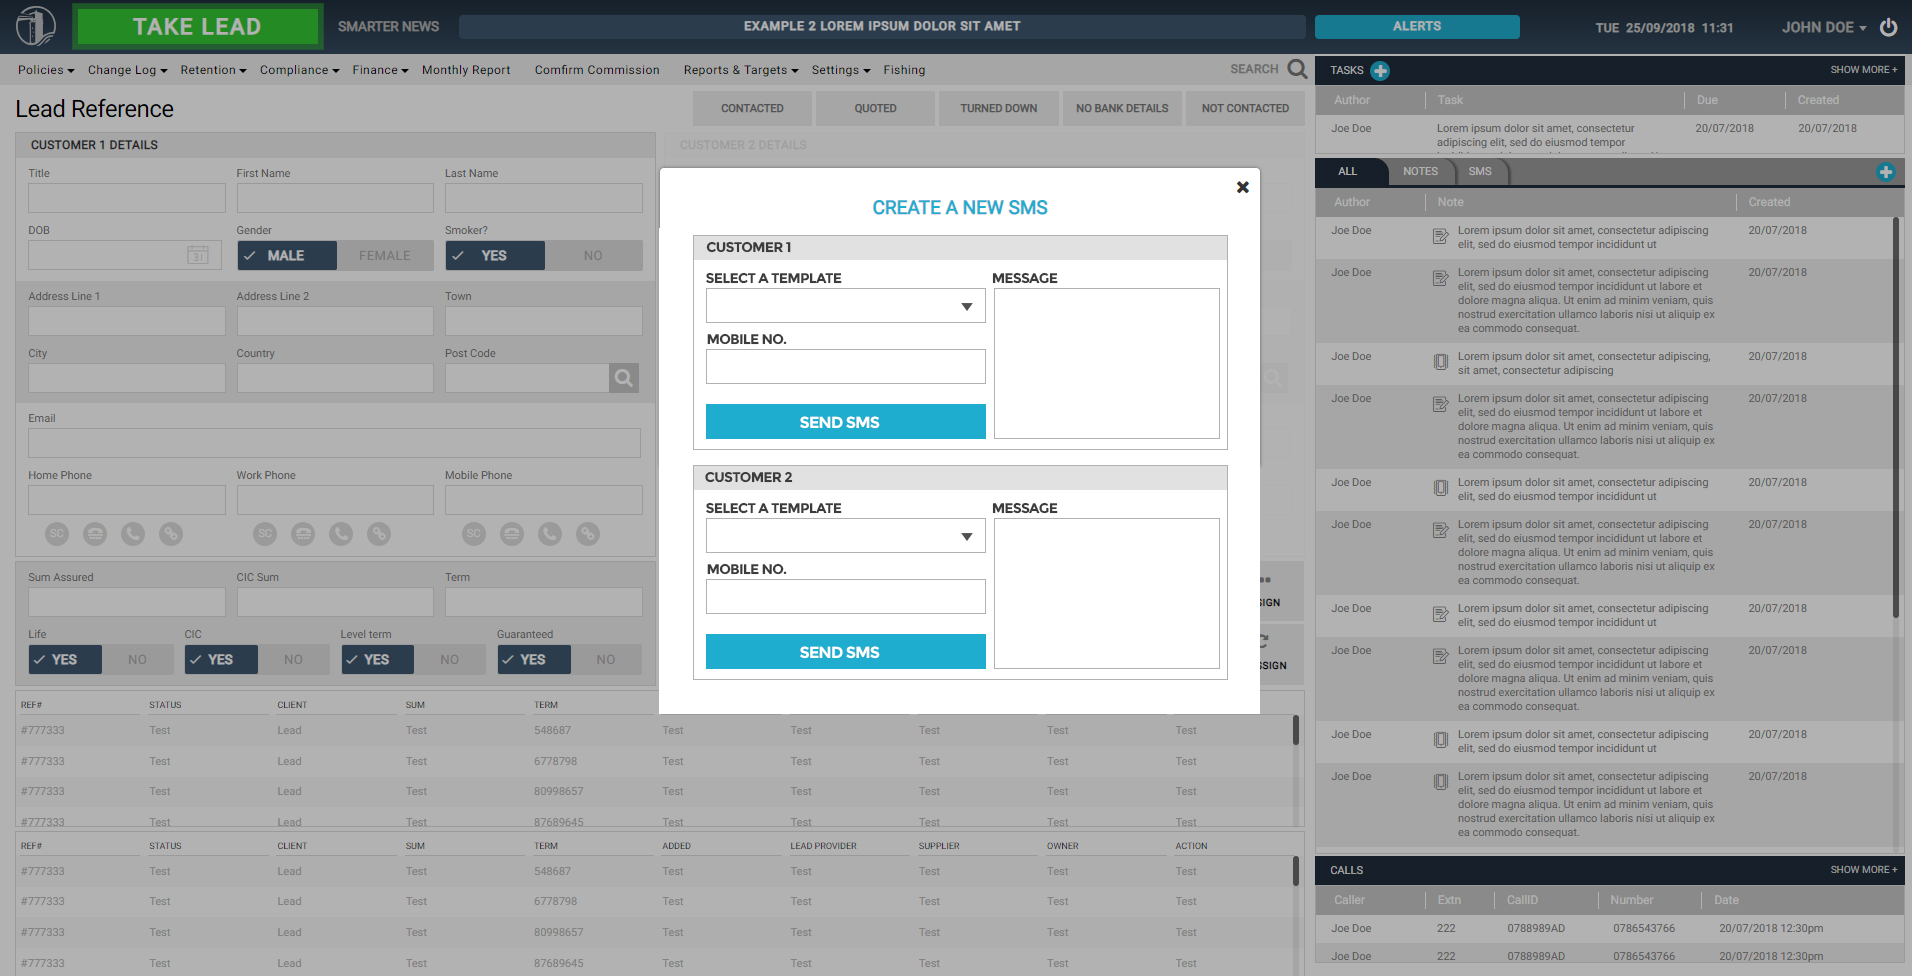 TAKE LEAD
SMARTER NEWS
EXAMPLE 2 LOREM IPSUM DOLOR SIT AMET
ALERTS
TUE 25/09/2018 11:31
JOHN DOE
Policies Change Log Retention Compliance Finance Monthly Report Comfirm Commission Reports & Targets Settings Fishing
SEARCH
Lead Reference
CONTACTED QUOTED TURNED DOWN NO BANK DETAILS NOT CONTACTED
CUSTOMER 1 DETAILS
CUSTOMER 2 DETAILS
Title First Name Last Name
DOB Gender Smoker?
31 MALE FEMALE YES NO
Address Line 1 Address Line 2 Town
City Country Post Code
Email
Home Phone Work Phone Mobile Phone
SC SC SC
Sum Assured CIC Sum Term
Life CIC Level term Guaranteed
YES NO YES NO YES NO YES NO
CREATE A NEW SMS
CUSTOMER 1
SELECT A TEMPLATE MESSAGE
MOBILE NO.
SEND SMS
CUSTOMER 2
SELECT A TEMPLATE MESSAGE
MOBILE NO.
SEND SMS
IGN
SSIGN
REF# STATUS CLIENT SUM TERM
#777333 Test Lead Test 548687 Test Test Test Test Test
#777333 Test Lead Test 6778798 Test Test Test Test Test
#777333 Test Lead Test 80998657 Test Test Test Test Test
#777333 Test Lead Test 87689645 Test Test Test Test Test
REF# STATUS CLIENT SUM TERM ADDED LEAD PROVIDER SUPPLIER OWNER ACTION
#777333 Test Lead Test 548687 Test Test Test Test Test
#777333 Test Lead Test 6778798 Test Test Test Test Test
#777333 Test Lead Test 80998657 Test Test Test Test Test
#777333 Test Lead Test 87689645 Test Test Test Test Test
TASKS SHOW MORE +
Author Task Due Created
Joe Doe Lorem ipsum dolor sit amet, consectetur 20/07/2018 20/07/2018
adipiscing elit, sed do eiusmod tempor
ALL NOTES SMS
Author Note Created
Joe Doe Lorem ipsum dolor sit amet, consectetur adipiscing 20/07/2018
elit, sed do eiusmod tempor incididunt ut
Joe Doe Lorem ipsum dolor sit amet, consectetur adipiscing 20/07/2018
elit, sed do eiusmod tempor incididunt ut labore et
dolore magna aliqua. Ut enim ad minim veniam, quis
nostrud exercitation ullamco laboris nisi ut aliquip ex
ea commodo consequat.
Joe Doe Lorem ipsum dolor sit amet, consectetur adipiscing, 20/07/2018
sit amet, consectetur adipiscing
Joe Doe Lorem ipsum dolor sit amet, consectetur adipiscing 20/07/2018
elit, sed do eiusmod tempor incididunt ut labore et
dolore magna aliqua. Ut enim ad minim veniam, quis
nostrud exercitation ullamco laboris nisi ut aliquip ex
ea commodo consequat.
Joe Doe Lorem ipsum dolor sit amet, consectetur adipiscing 20/07/2018
elit, sed do eiusmod tempor incididunt ut
Joe Doe Lorem ipsum dolor sit amet, consectetur adipiscing 20/07/2018
elit, sed do eiusmod tempor incididunt ut labore et
dolore magna aliqua. Ut enim ad minim veniam, quis
nostrud exercitation ullamco laboris nisi ut aliquip ex
ea commodo consequat.
Joe Doe Lorem ipsum dolor sit amet, consectetur adipiscing 20/07/2018
elit, sed do eiusmod tempor incididunt ut
Joe Doe Lorem ipsum dolor sit amet, consectetur adipiscing 20/07/2018
elit, sed do eiusmod tempor incididunt ut labore et
dolore magna aliqua. Ut enim ad minim veniam, quis
nostrud exercitation ullamco laboris nisi ut aliquip ex
ea commodo consequat.
Joe Doe Lorem ipsum dolor sit amet, consectetur adipiscing 20/07/2018
elit, sed do eiusmod tempor incididunt ut
Joe Doe Lorem ipsum dolor sit amet, consectetur adipiscing 20/07/2018
elit, sed do eiusmod tempor incididunt ut labore et
dolore magna aliqua. Ut enim ad minim veniam, quis
nostrud exercitation ullamco laboris nisi ut aliquip ex
ea commodo consequat.
CALLS SHOW MORE +
Caller Extn CallID Number Date
Joe Doe 222 0788989AD 0786543766 20/07/2018 12:30pm
Joe Doe 222 0788989AD 0786543766 20/07/2018 12:30pm